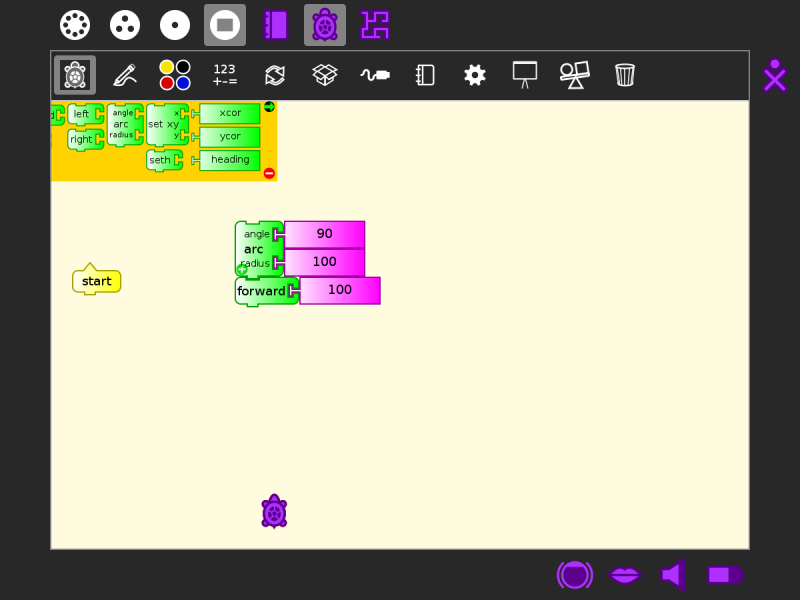 123
+-=
left
angle
arc
radius
x
set xy
y
xcor
right
ycor
seth
heading
angle
90
arc
radius
100
start
forward
100